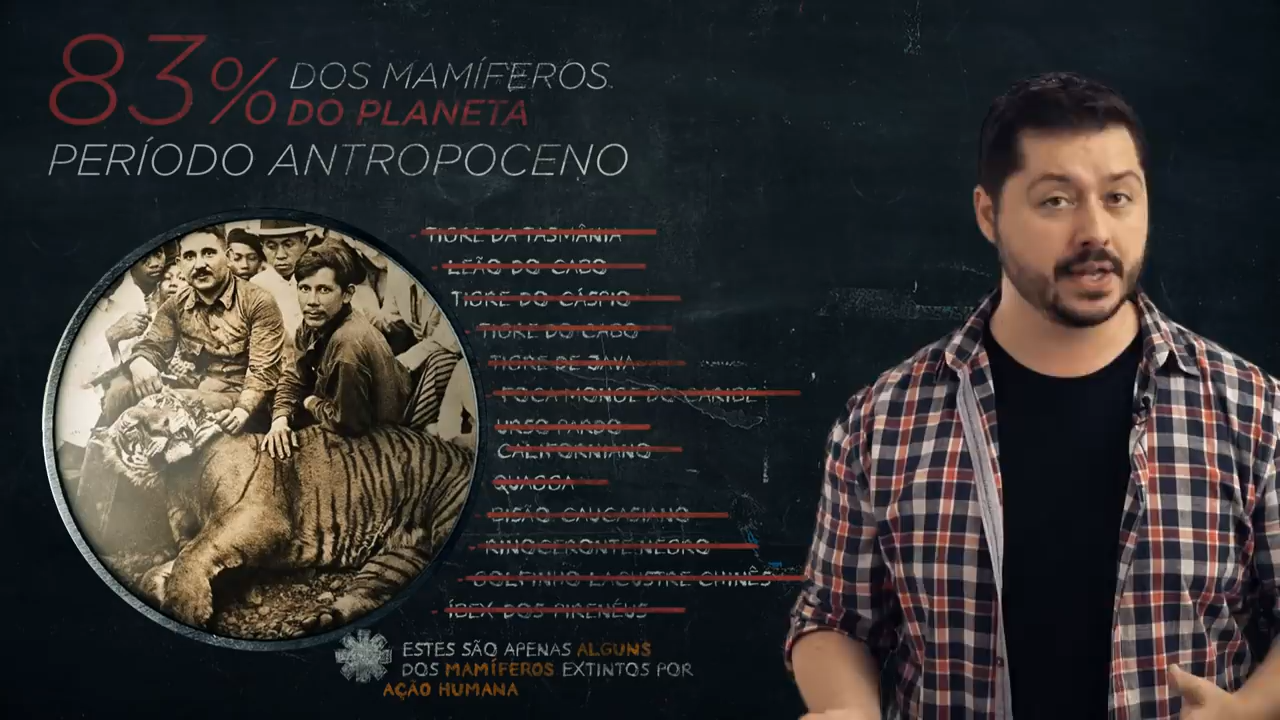 83% DOS MAMÍFEROS
DO PLANETA
PERÍODO ANTROPOCENO
TIGRE DA TASMÂNIA
LEÃO DO CABO
TIGRE DO CÁSPIO
TIGRE DO CABO
TIGRE DE JAVA
FOCA MONGE DO CARIBE
URSO PARDO
CALIFORNIANO
QUAGGA
BISÃO CAUCASIANO
RINOCERONTE NEGRO
GOLFINHO LACUSTRE CHINÊS
ÍBEX DOS PIRENÉUS
ESTES SÃO APENAS ALGUNS
DOS MAMÍFEROS EXTINTOS POR
AÇÃO HUMANA